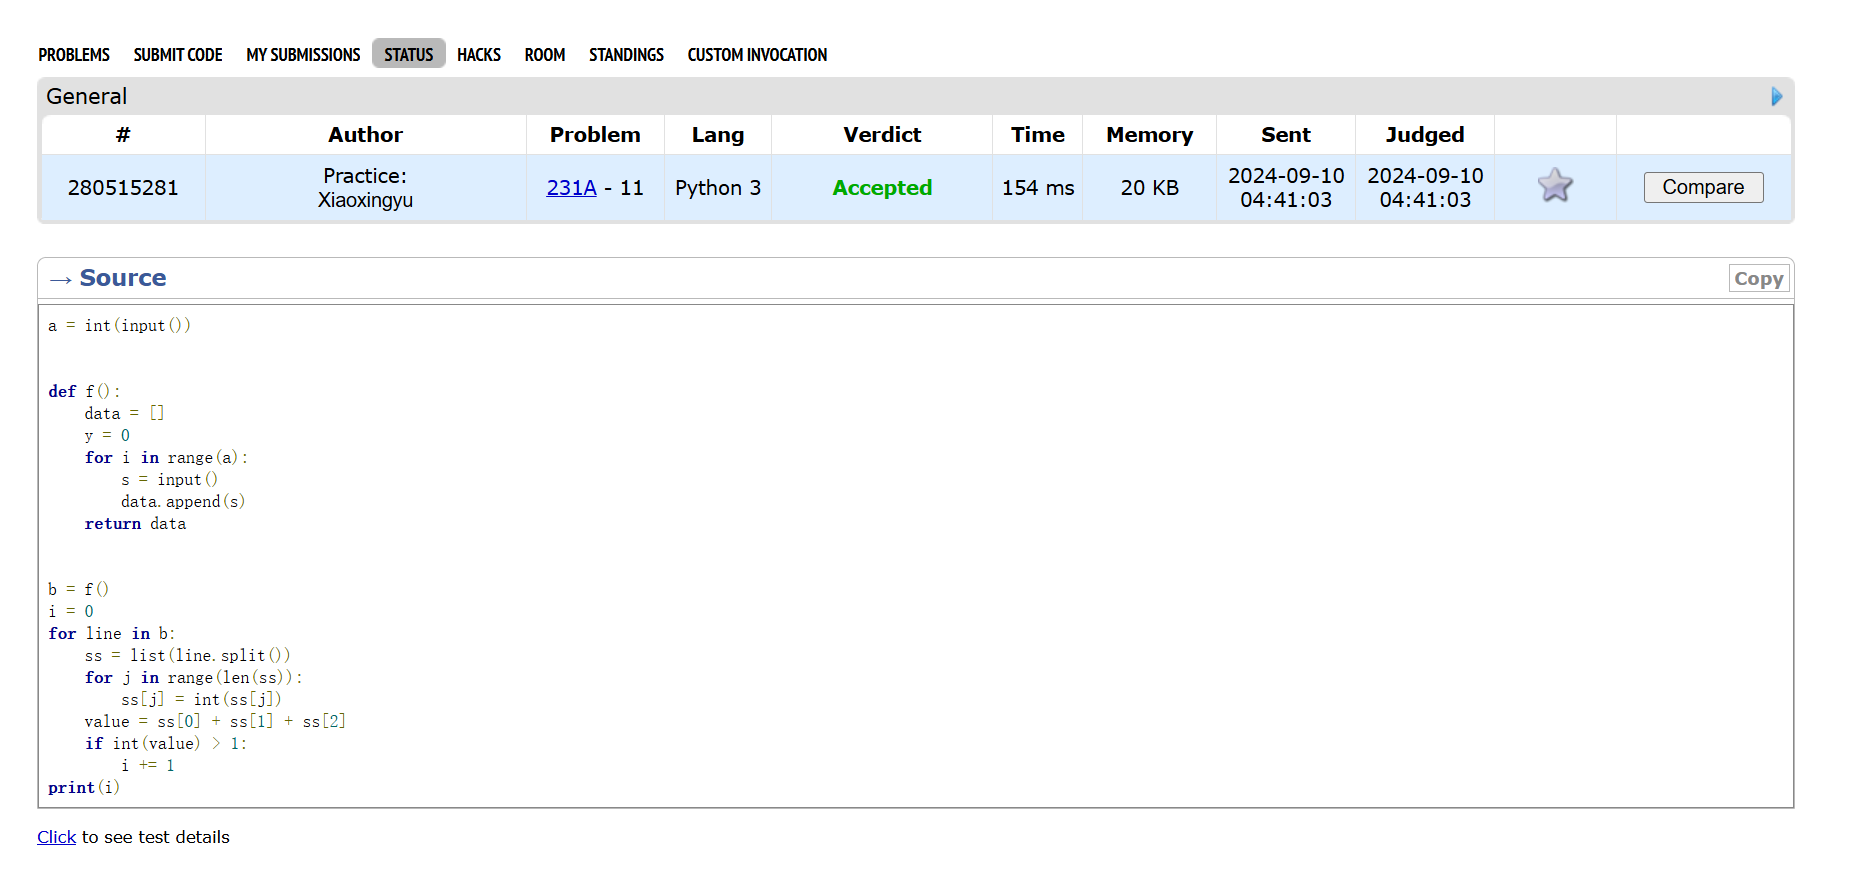 PROBLEMS SUBMIT CODE MY SUBMISSIONS STATUS HACKS ROOM STANDINGS CUSTOM INVOCATION
General
# Author Problem Lang Verdict Time Memory Sent Judged
280515281 Practice: Xiaoxingyu 231A - 11 Python 3 Accepted 154 ms 20 KB 2024-09-10 04:41:03 2024-09-10 04:41:03 Compare
→ Source Copy
a = int(input())
def f():
    data = []
    y = 0
    for i in range(a):
        s = input()
        data.append(s)
    return data
b = f()
i = 0
for line in b:
    ss = list(line.split())
    for j in range(len(ss)):
        ss[j] = int(ss[j])
    value = ss[0] + ss[1] + ss[2]
    if int(value) > 1:
        i += 1
print(i)
Click to see test details